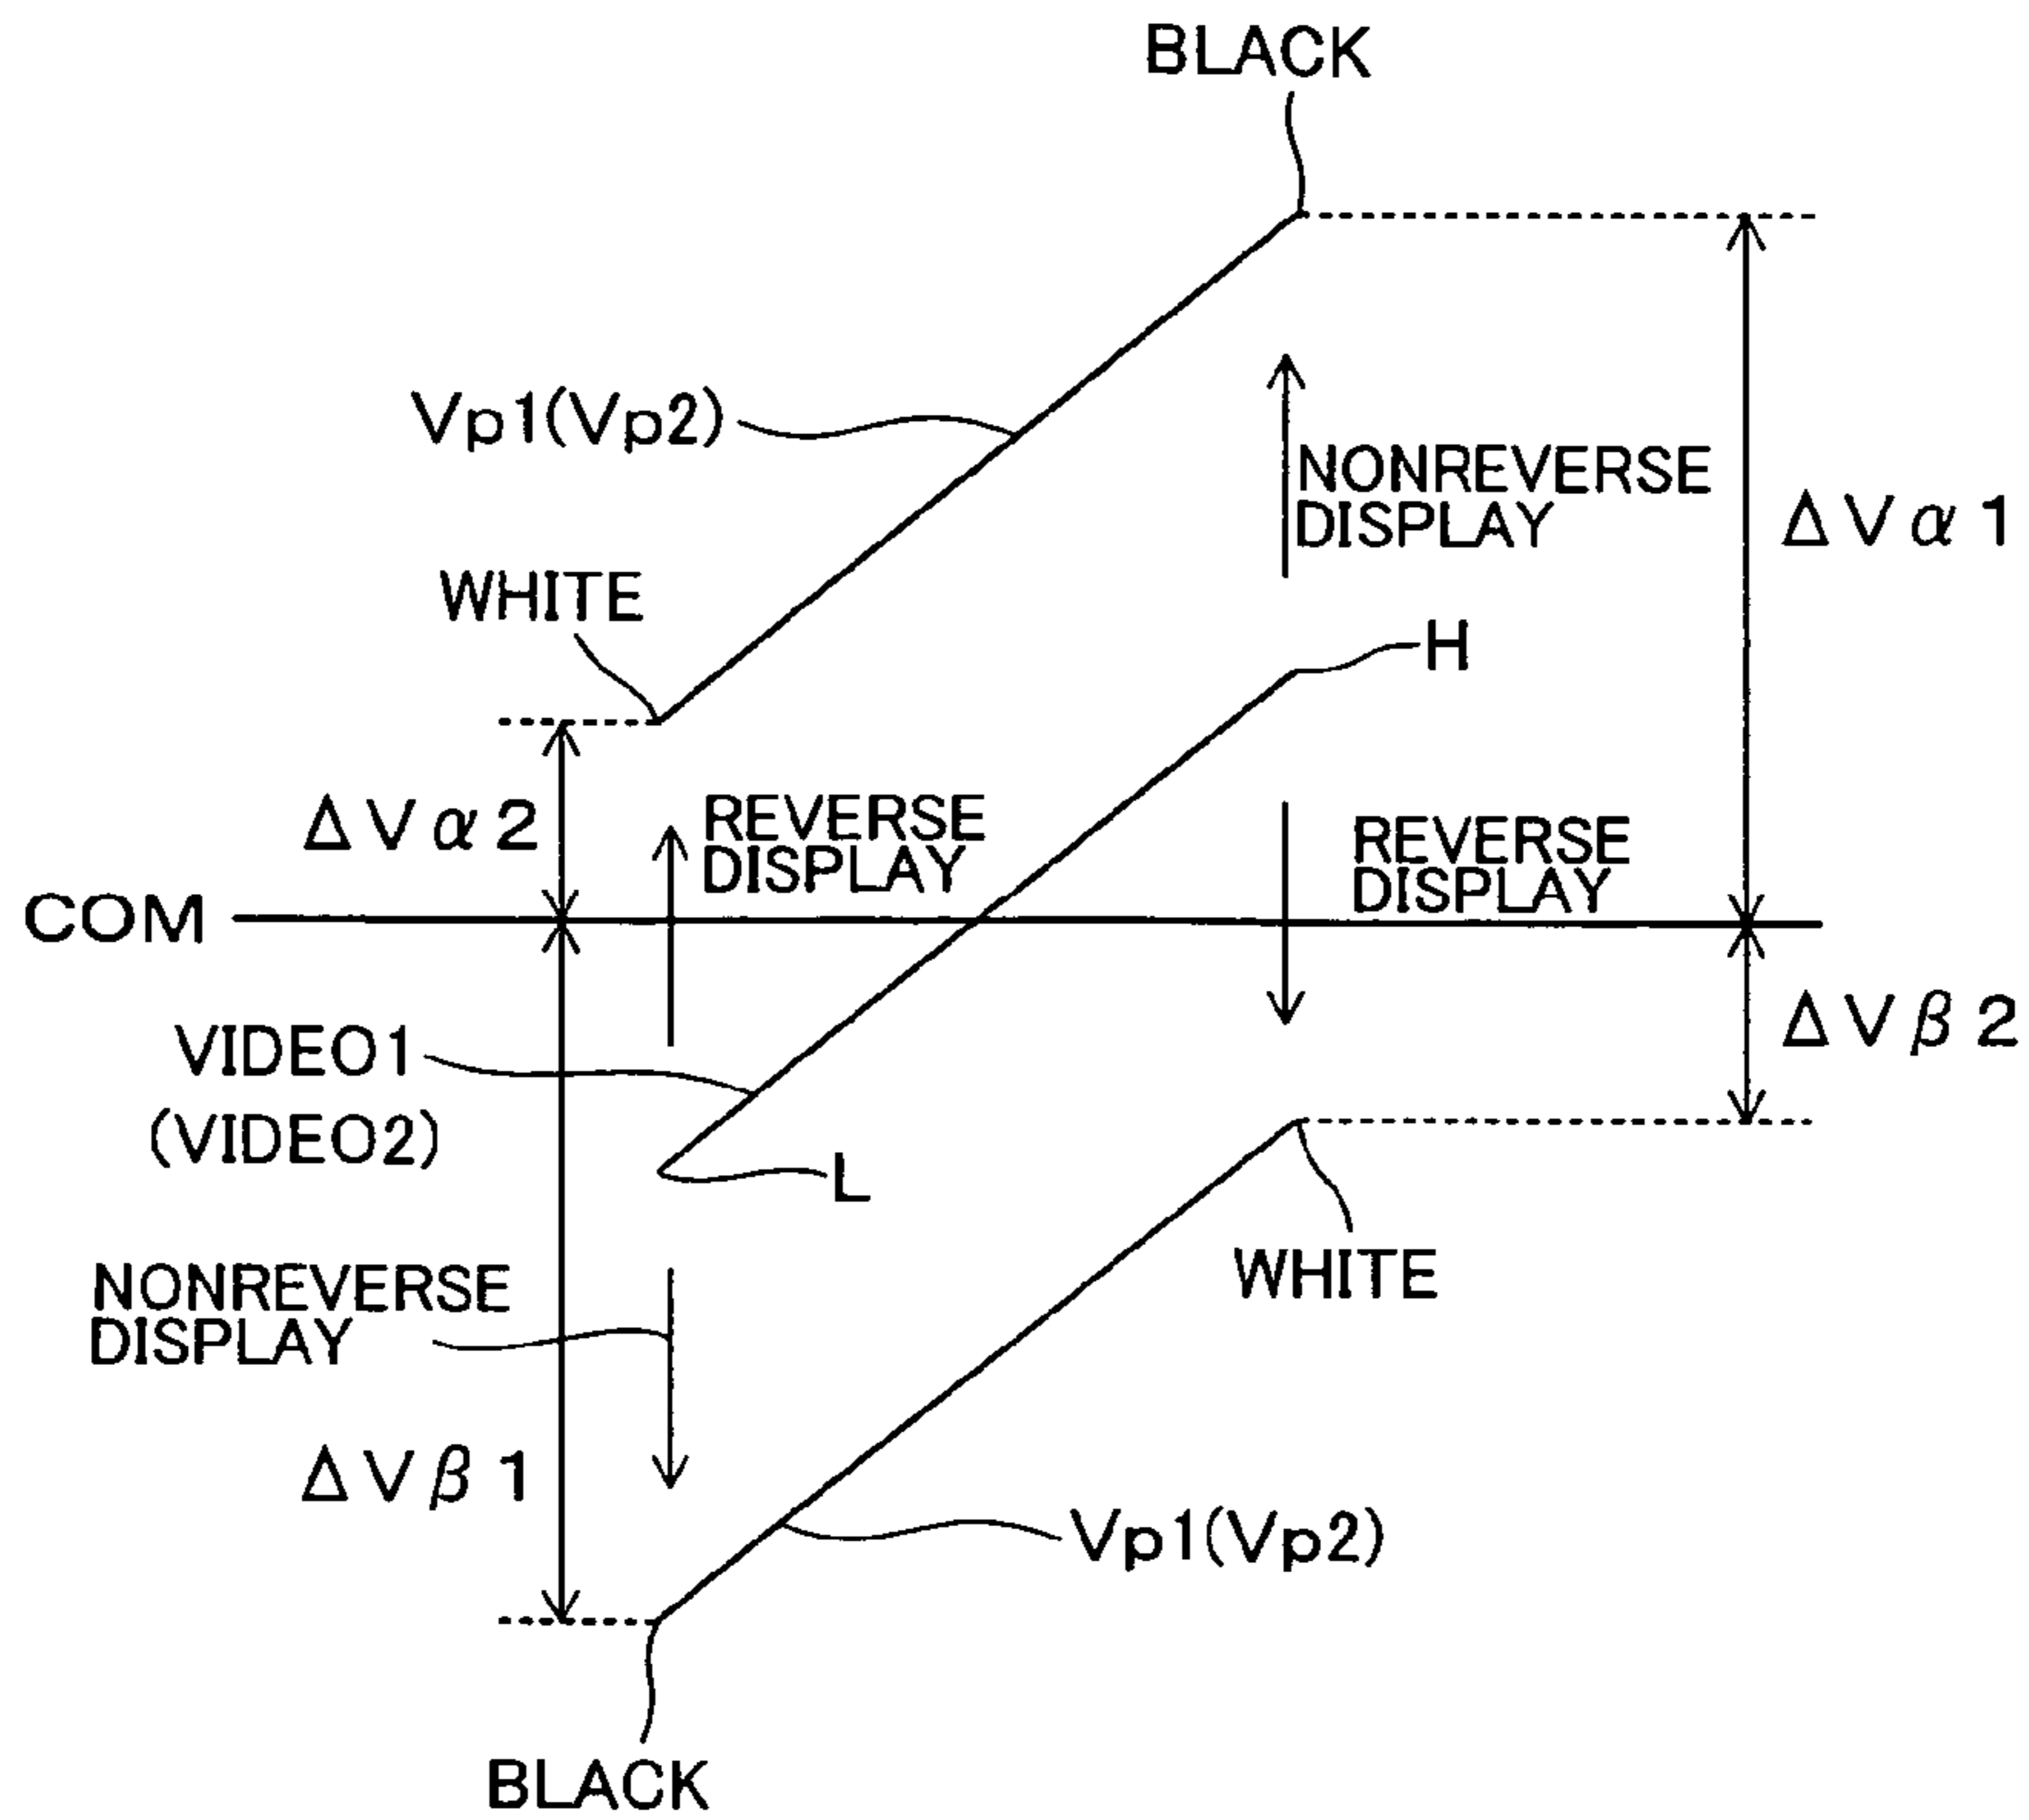 BLACK
Vp1(Vp2)
NONREVERSE
DISPLAY
ΔVα1
WHITE
H
ΔVα2
REVERSE
DISPLAY
REVERSE
DISPLAY
COM
ΔVβ2
VIDEO1
(VIDEO2)
L
WHITE
NONREVERSE
DISPLAY
ΔVβ1
Vp1(Vp2)
BLACK